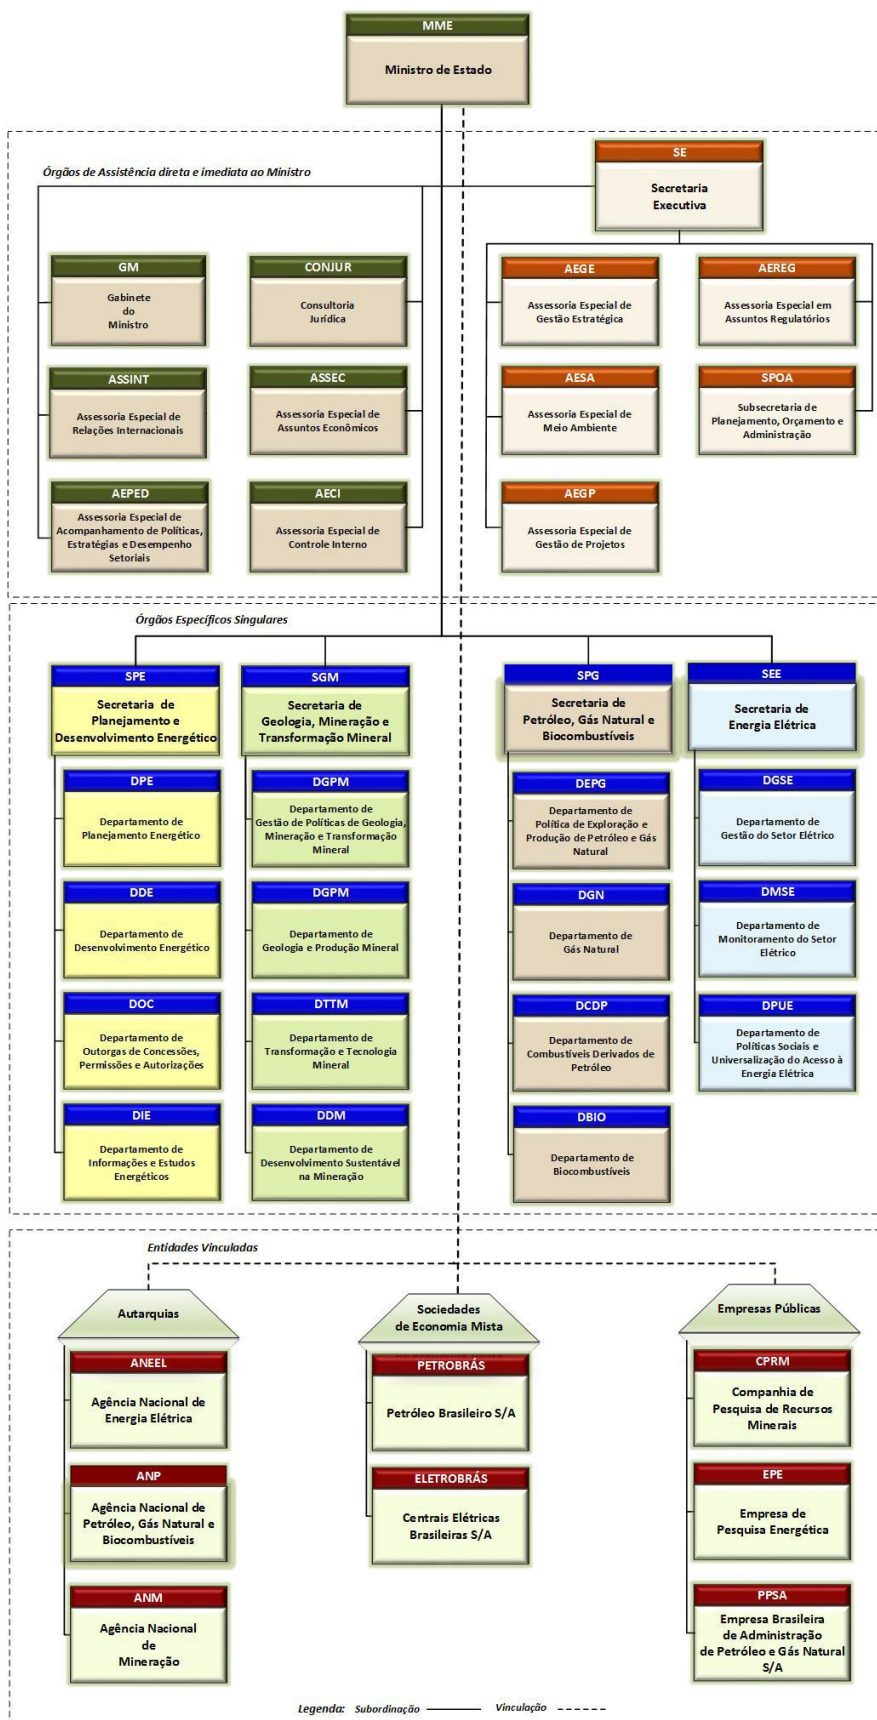 MME
Ministro de Estado
Órgãos de Assistência direta e imediata ao Ministro
SE
Secretaria
Executiva
GM
Gabinete
do
Ministro
CONJUR
Consultoria
Jurídica
AEGE
Assessoria Especial de
Gestão Estratégica
AEREG
Assessoria Especial em
Assuntos Regulatórios
ASSINT
Assessoria Especial de
Relações Internacionais
ASSEC
Assessoria Especial de
Assuntos Econômicos
AESA
Assessoria Especial de
Meio Ambiente
SPOA
Subsecretaria de
Planejamento, Orçamento e
Administração
AEPED
Assessoria Especial de
Acompanhamento de Políticas,
Estratégias e Desempenho
Setoriais
AECI
Assessoria Especial de
Controle Interno
AEGP
Assessoria Especial de
Gestão de Projetos
Órgãos Específicos Singulares
SPE
Secretaria de
Planejamento e
Desenvolvimento Energético
DPE
Departamento de
Planejamento Energético
DDE
Departamento de
Desenvolvimento Energético
DOC
Departamento de
Outorgas de Concessões,
Permissões e Autorizações
DIE
Departamento de
Informações e Estudos
Energéticos
SGM
Secretaria de
Geologia, Mineração e
Transformação Mineral
DGPM
Departamento de
Gestão de Políticas de Geologia,
Mineração e Transformação
Mineral
DGPM
Departamento de
Geologia e Produção Mineral
DTTM
Departamento de
Transformação e Tecnologia
Mineral
DDM
Departamento de
Desenvolvimento Sustentável
na Mineração
SPG
Secretaria de
Petróleo, Gás Natural e
Biocombustíveis
DEPG
Departamento de
Política de Exploração e
Produção de Petróleo e Gás
Natural
DGN
Departamento de
Gás Natural
DCDP
Departamento de
Combustíveis Derivados de
Petróleo
DBIO
Departamento de
Biocombustíveis
SEE
Secretaria de
Energia Elétrica
DGSE
Departamento de
Gestão do Setor Elétrico
DMSE
Departamento de
Monitoramento do Setor
Elétrico
DPUE
Departamento de
Políticas Sociais e
Universalização do Acesso à
Energia Elétrica
Entidades Vinculadas
Autarquias
ANEEL
Agência Nacional de
Energia Elétrica
ANP
Agência Nacional de
Petróleo, Gás Natural e
Biocombustíveis
ANM
Agência Nacional
de
Mineração
Sociedades
de Economia Mista
PETROBRÁS
Petróleo Brasileiro S/A
ELETROBRÁS
Centrais Elétricas
Brasileiras S/A
Empresas Públicas
CPRM
Companhia de
Pesquisa de Recursos
Minerais
EPE
Empresa de
Pesquisa Energética
PPSA
Empresa Brasileira
de Administração
de Petróleo e Gás Natural
S/A
Legenda: Subordinação Vinculação